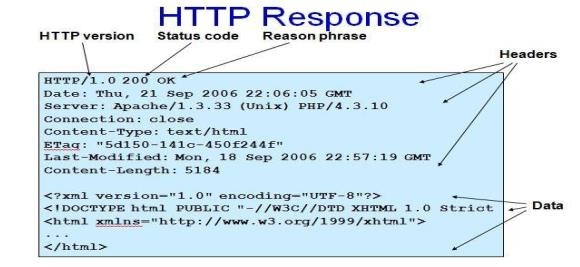 HTTP Response
HTTP version Status code Reason phrase
Headers
HTTP/1.0 200 OK
Date: Thu, 21 Sep 2006 22:06:05 GMT
Server: Apache/1.3.33 (Unix) PHP/4.3.10
Connection: close
Content-Type: text/html
ETag: "5d150-141c-450f244f"
Last-Modified: Mon, 18 Sep 2006 22:57:19 GMT
Content-Length: 5184
<?xml version="1.0" encoding="UTF-8"?>
<!DOCTYPE html PUBLIC "-//W3C//DTD XHTML 1.0 Strict
Data
<html xmlns="http://www.w3.org/1999/xhtml">
...
</html>